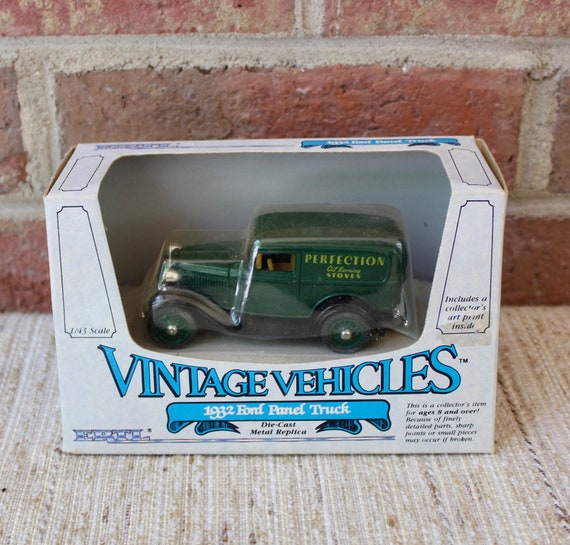 1932 Ford Panel Truck
PERFECTION
Oil Burning
STOVES
Includes a
collector's
art print
inside
1/43 Scale
VINTAGE VEHICLES™
1932 Ford Panel Truck
Die-Cast
Metal Replica
ERTL
This is a collector's item
for ages 8 and over!
Because of finely
detailed parts, sharp
points or small pieces
may occur if broken.